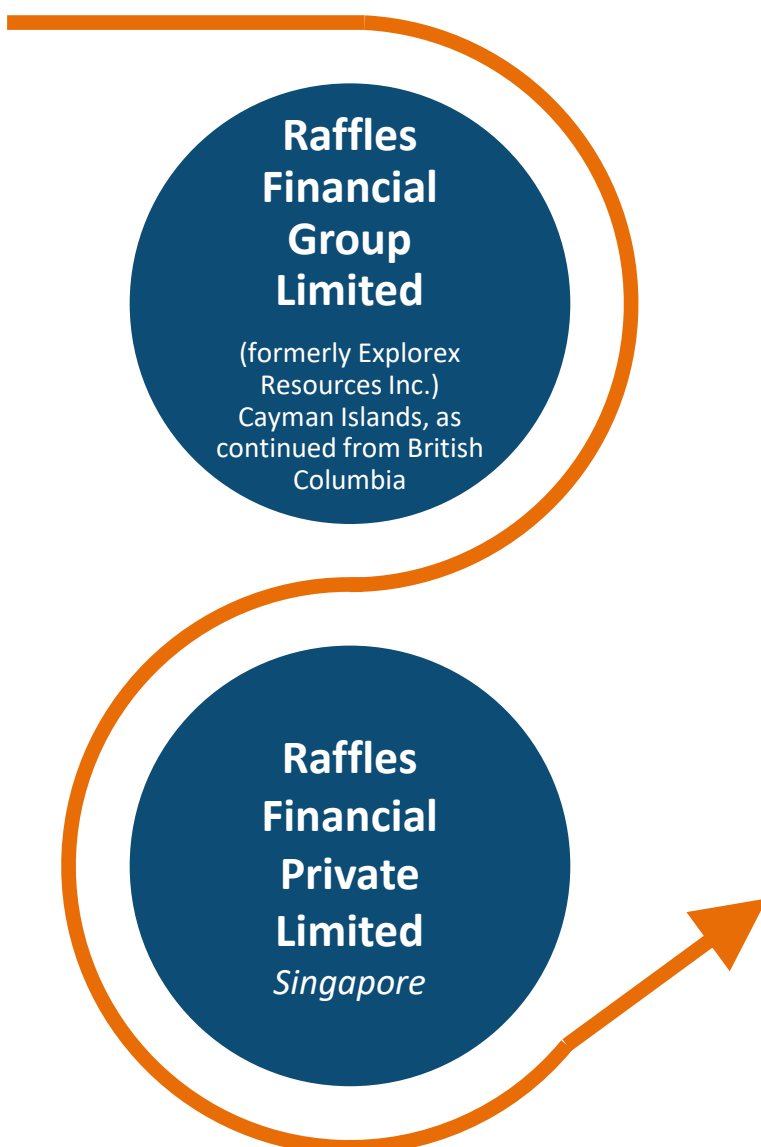 Raffles
Financial
Group
Limited
(formerly Explorex
Resources Inc.)
Cayman Islands, as
continued from British
Columbia
Raffles
Financial
Private
Limited
Singapore